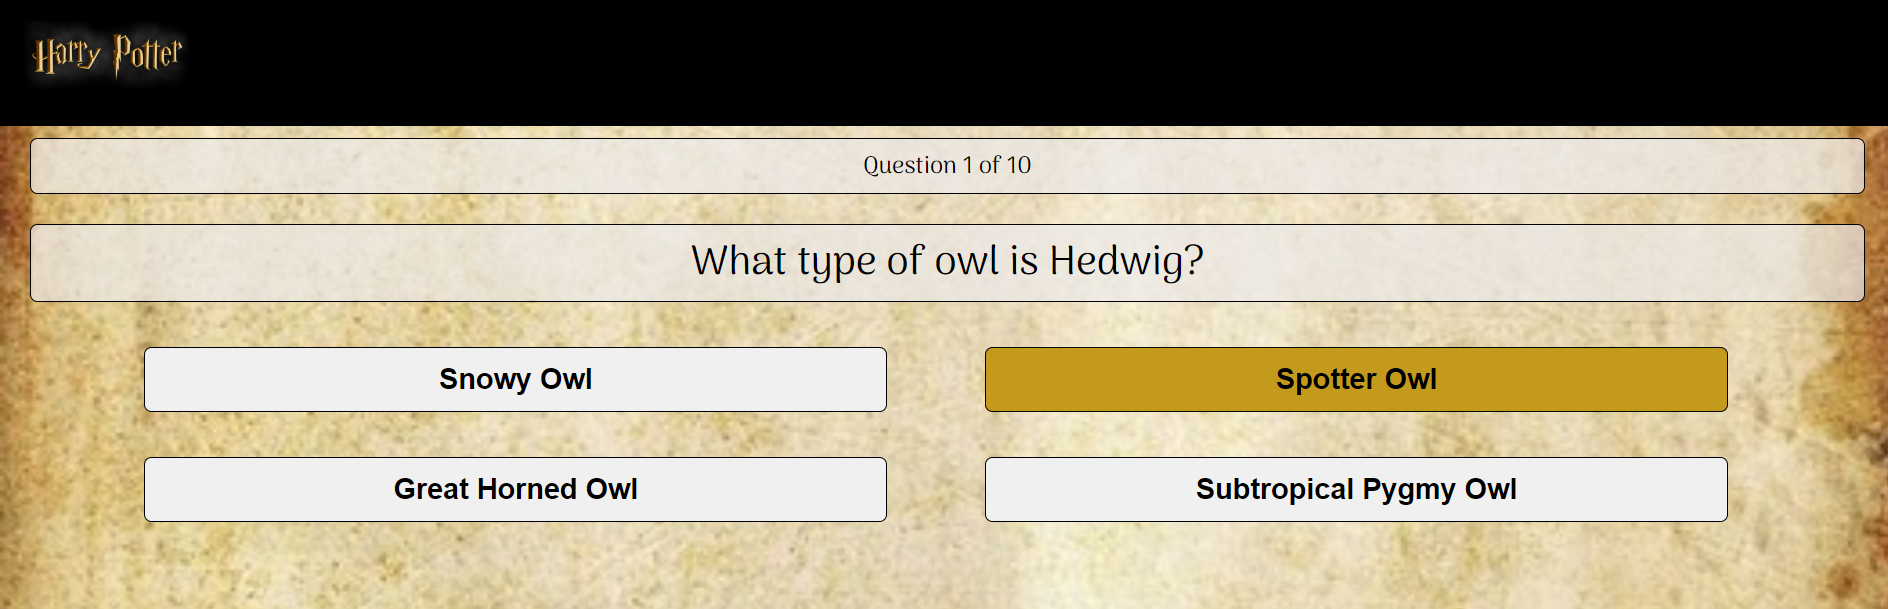 Harry Potter
Question 1 of 10
What type of owl is Hedwig?
Snowy Owl
Spotter Owl
Great Horned Owl
Subtropical Pygmy Owl